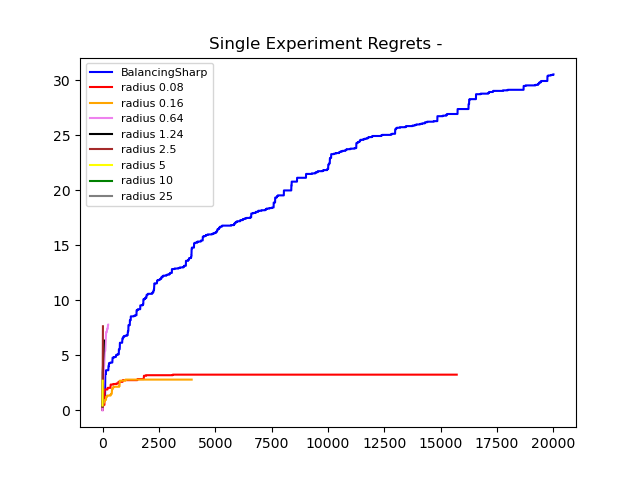 Single Experiment Regrets -
BalancingSharp
radius 0.08
radius 0.16
radius 0.64
radius 1.24
radius 2.5
radius 5
radius 10
radius 25
30
25
20
15
10
5
0
0 2500 5000 7500 10000 12500 15000 17500 20000